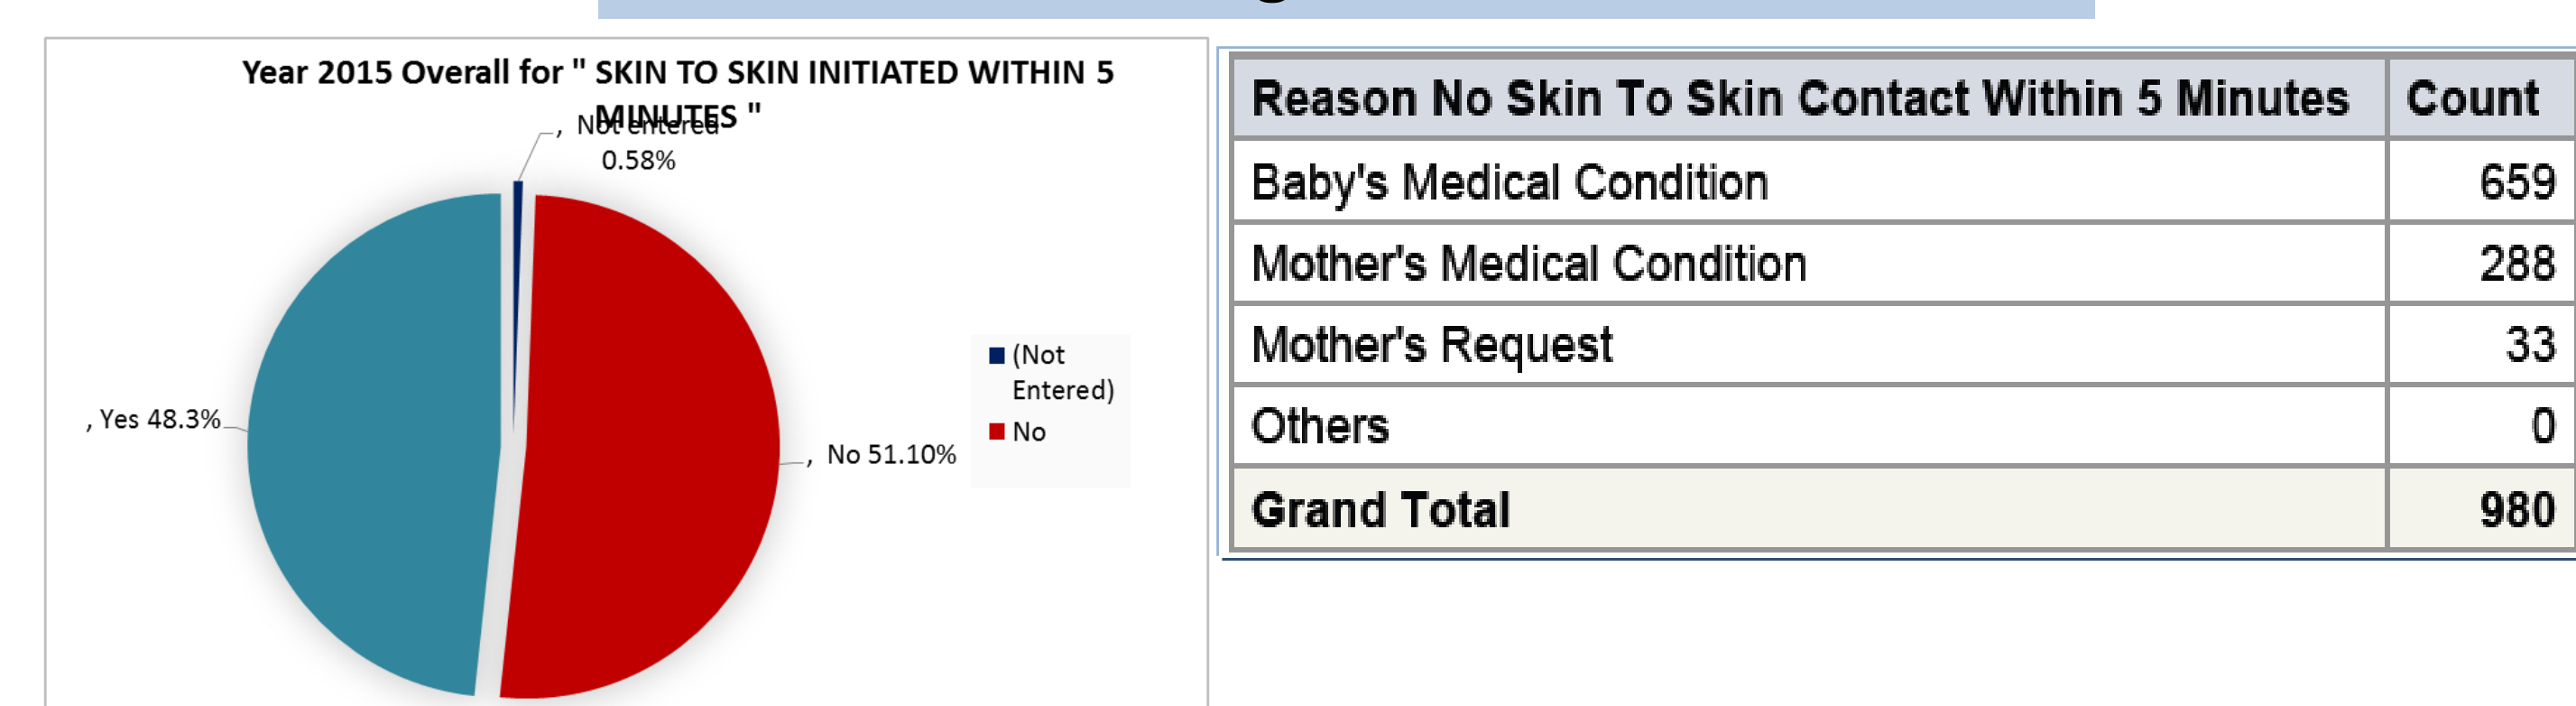 Year 2015 Overall for " SKIN TO SKIN INITIATED WITHIN 5
MINUTES "
, Not entered
0.58%
, Yes 48.3%
, No 51.10%
(Not
Entered)
No
Reason No Skin To Skin Contact Within 5 Minutes Count
Baby's Medical Condition 659
Mother's Medical Condition 288
Mother's Request 33
Others 0
Grand Total 980